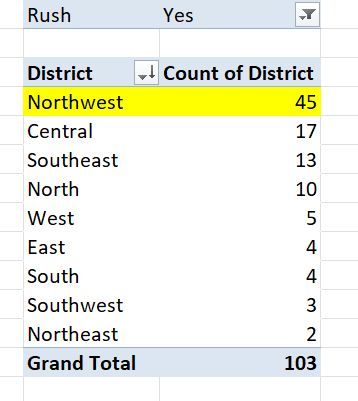 Rush Yes
District Count of District
Northwest 45
Central 17
Southeast 13
North 10
West 5
East 4
South 4
Southwest 3
Northeast 2
Grand Total 103